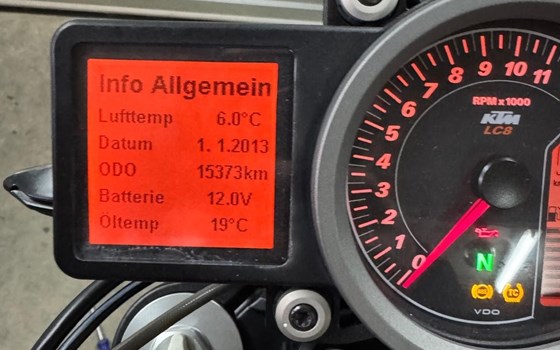 Info Allgemein
Lufttemp 6.0°C
Datum 1. 1.2013
ODO 15373km
Batterie 12.0V
Öltemp 19°C
11
10
9
8
7
6
5
4
3
2
1
0
RPM x 1000
KTM
LC8
N
ABS
TC
VDO